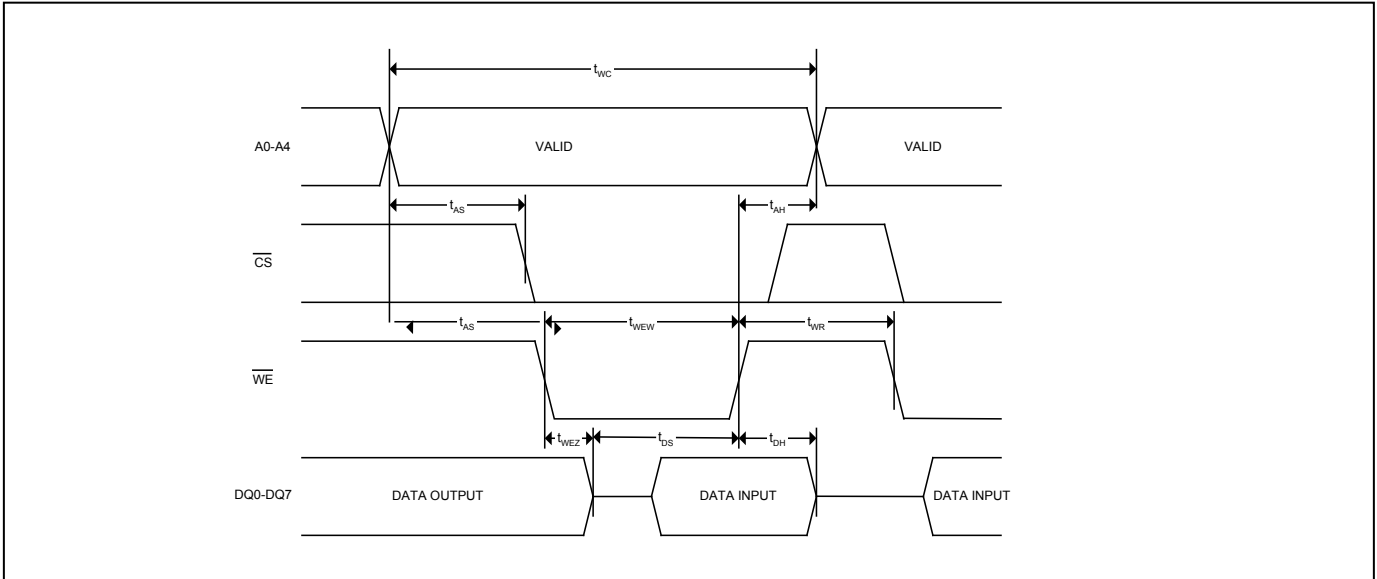 tWC
A0-A4 VALID VALID
tAS tAH
CS
tAS tWEW tWR
WE
tWEZ tDS tDH
DQ0-DQ7 DATA OUTPUT DATA INPUT DATA INPUT